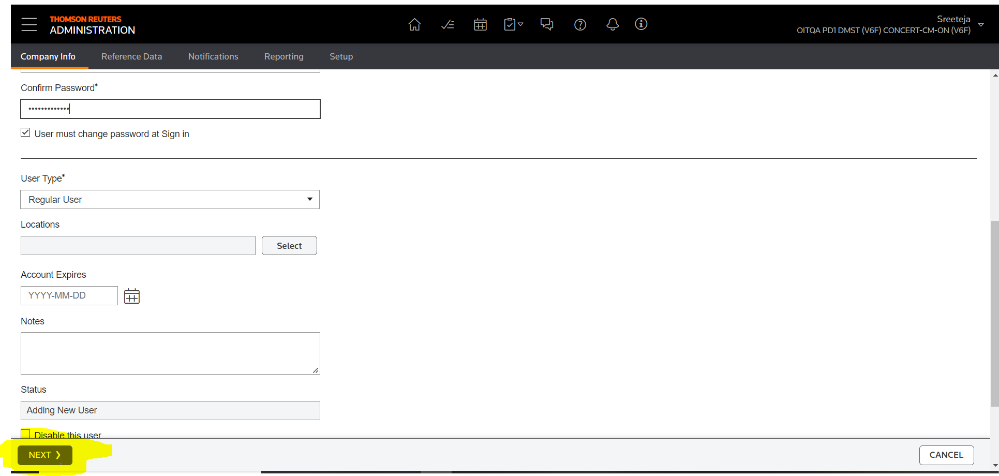 THOMSON REUTERS
ADMINISTRATION
Sreeteja
OITQA PD1 DMST (V6F) CONCERT-CM-ON (V6F)
Company Info Reference Data Notifications Reporting Setup
Confirm Password*
•••••••••••••
User must change password at Sign in
User Type*
Regular User
Locations
Select
Account Expires
YYYY-MM-DD
Notes
Status
Adding New User
Disable this user
NEXT
CANCEL